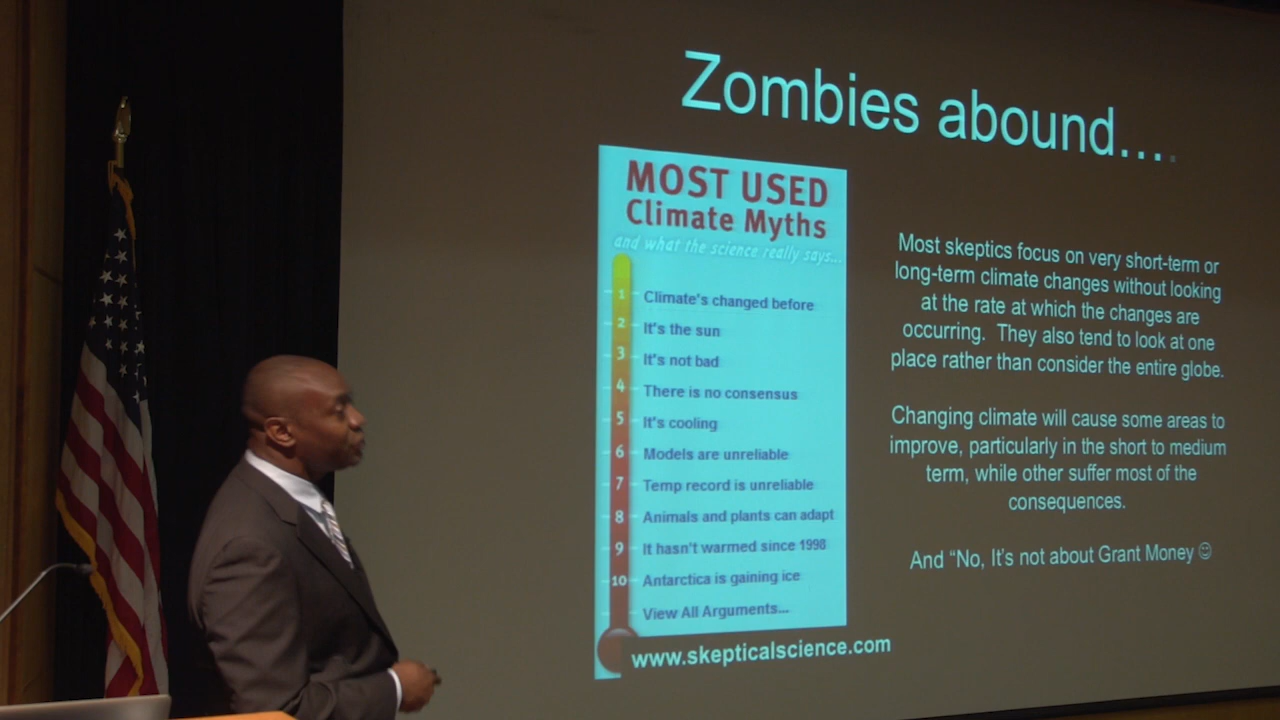 Zombies abound....
MOST USED
Climate Myths
and what the science really says...
1 Climate's changed before
2 It's the sun
3 It's not bad
4 There is no consensus
5 It's cooling
6 Models are unreliable
7 Temp record is unreliable
8 Animals and plants can adapt
9 It hasn't warmed since 1998
10 Antarctica is gaining ice
View All Arguments...
www.skepticalscience.com
Most skeptics focus on very short-term or
long-term climate changes without looking
at the rate at which the changes are
occurring. They also tend to look at one
place rather than consider the entire globe.
Changing climate will cause some areas to
improve, particularly in the short to medium
term, while other suffer most of the
consequences.
And “No, It's not about Grant Money ☺